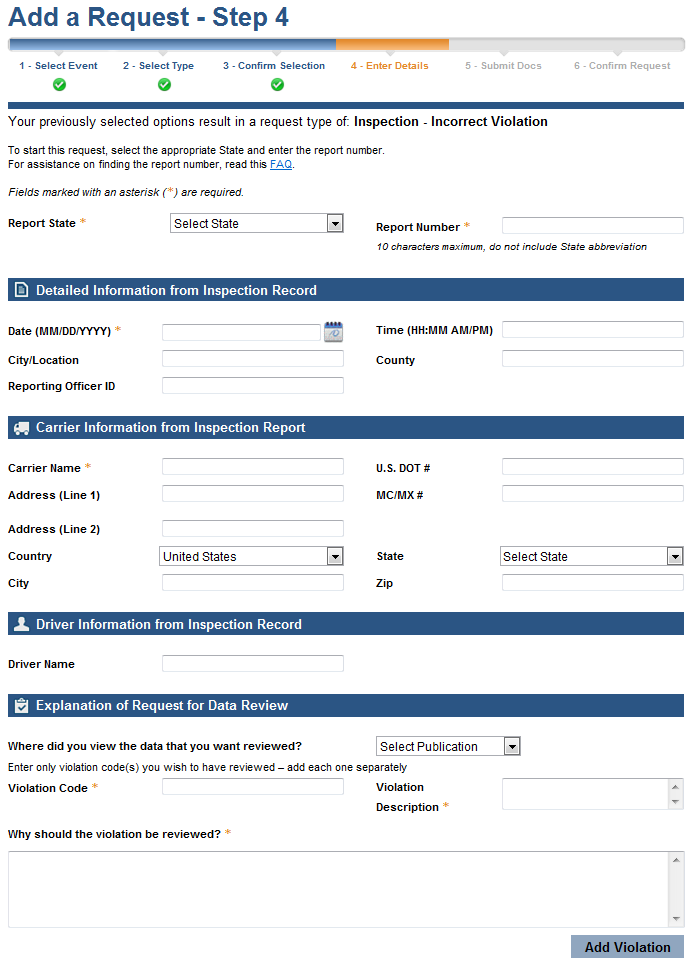 Add a Request - Step 4
1 - Select Event 2 - Select Type 3 - Confirm Selection 4 - Enter Details 5 - Submit Docs 6 - Confirm Request
Your previously selected options result in a request type of: Inspection - Incorrect Violation
To start this request, select the appropriate State and enter the report number.
For assistance on finding the report number, read this FAQ.
Fields marked with an asterisk (*) are required.
Report State * Select State Report Number *
10 characters maximum, do not include State abbreviation
Detailed Information from Inspection Record
Date (MM/DD/YYYY) * Time (HH:MM AM/PM)
City/Location County
Reporting Officer ID
Carrier Information from Inspection Report
Carrier Name * U.S. DOT #
Address (Line 1) MC/MX #
Address (Line 2)
Country United States State Select State
City Zip
Driver Information from Inspection Record
Driver Name
Explanation of Request for Data Review
Where did you view the data that you want reviewed? Select Publication
Enter only violation code(s) you wish to have reviewed – add each one separately
Violation Code * Violation
Description *
Why should the violation be reviewed? *
Add Violation